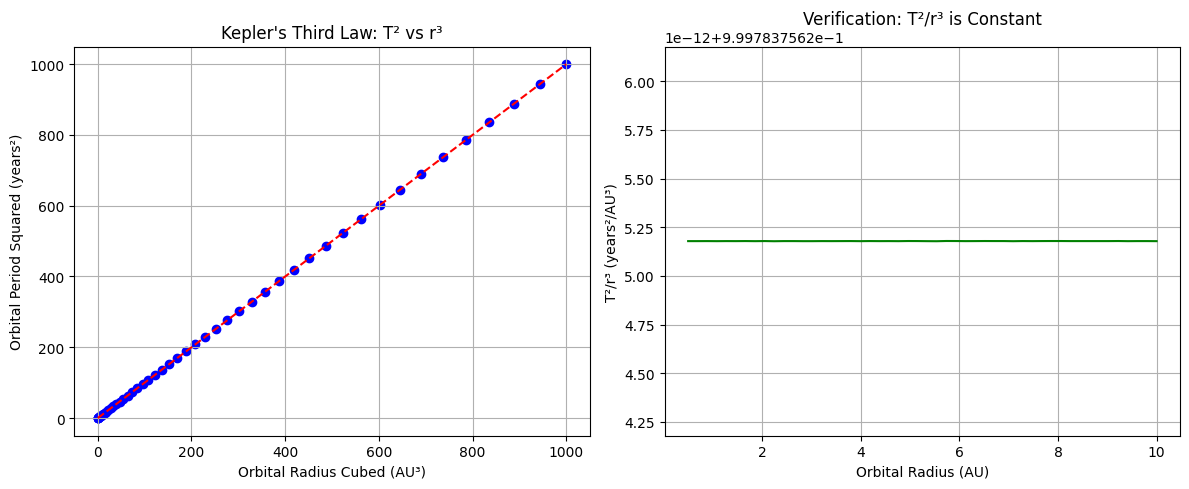 Kepler's Third Law: T² vs r³
1000
800
600
400
200
0
Orbital Period Squared (years²)
0 200 400 600 800 1000
Orbital Radius Cubed (AU³)
Verification: T²/r³ is Constant
1e−12+9.997837562e−1
6.00
5.75
5.50
5.25
5.00
4.75
4.50
4.25
T²/r³ (years²/AU³)
2 4 6 8 10
Orbital Radius (AU)